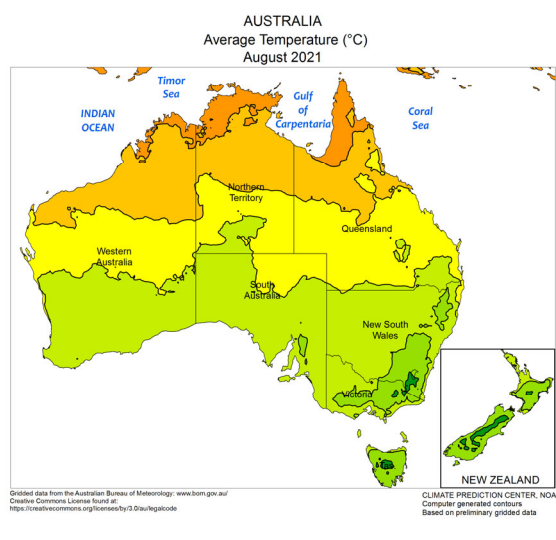 AUSTRALIA
Average Temperature (°C)
August 2021
Timor
Sea
Gulf
of
Carpentaria
INDIAN
OCEAN
Coral
Sea
Northern
Territory
Queensland
Western
Australia
South
Australia
New South
Wales
Victoria
NEW ZEALAND
Gridded data from the Australian Bureau of Meteorology: www.bom.gov.au/
Creative Commons License found at:
https://creativecommons.org/licenses/by/3.0/au/legalcode
CLIMATE PREDICTION CENTER, NOA
Computer generated contours
Based on preliminary gridded data